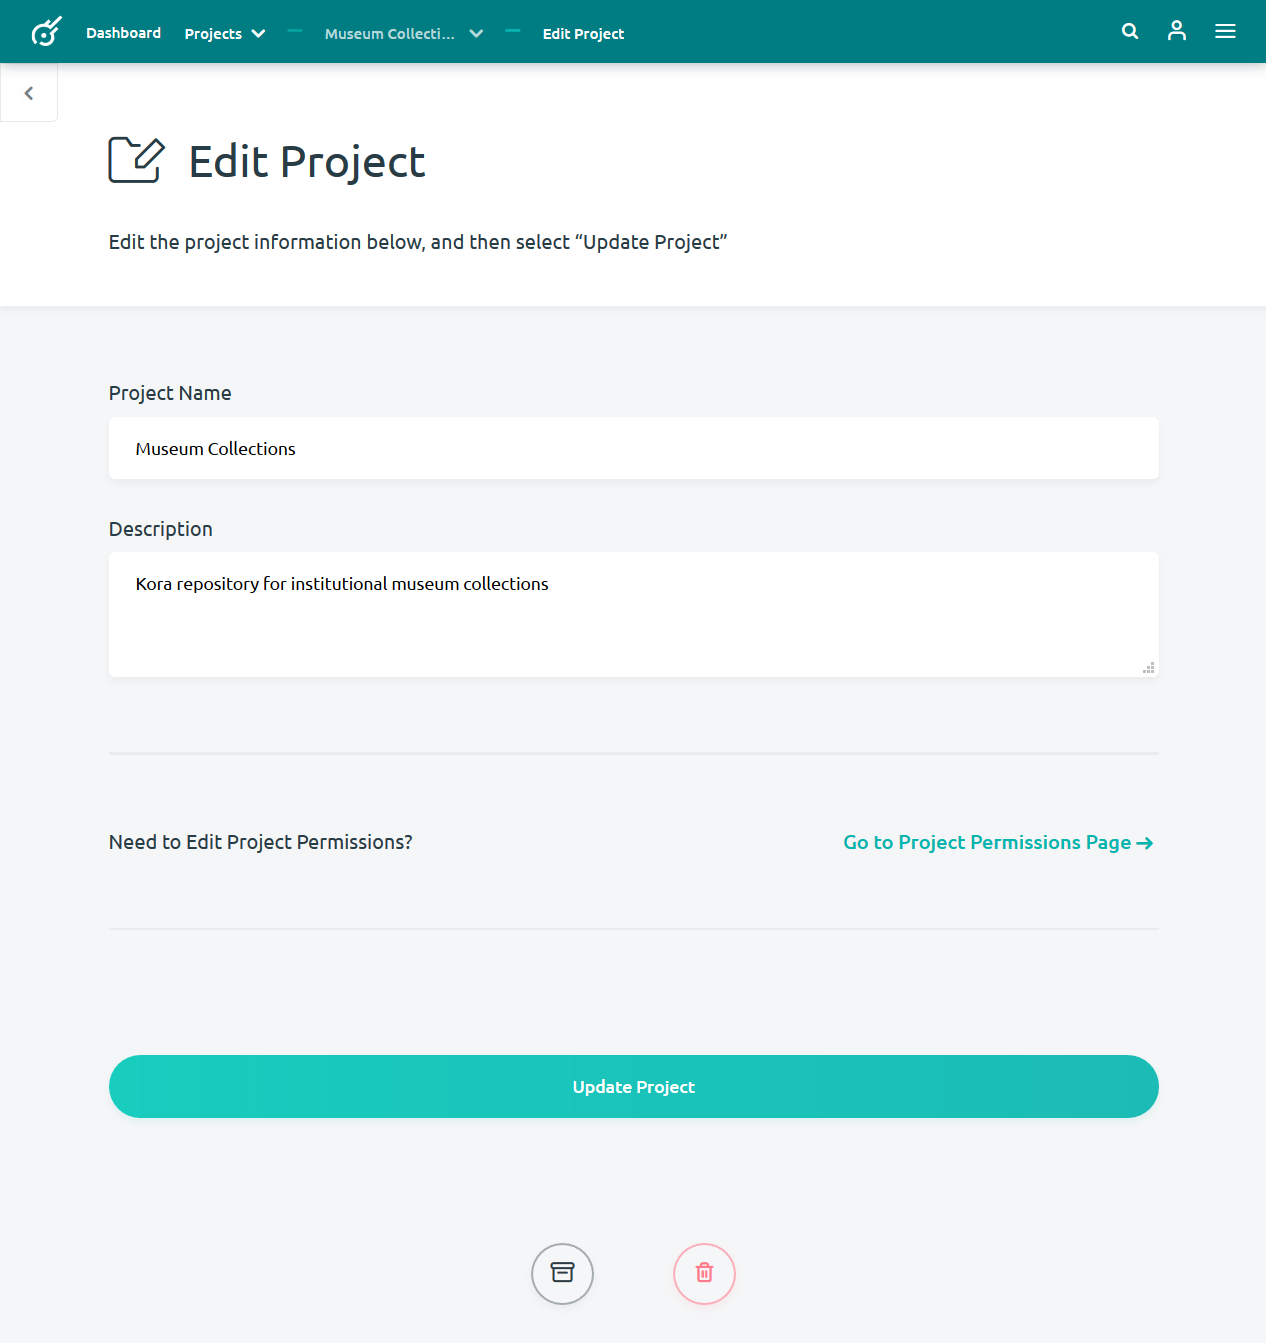 Dashboard Projects Museum Collecti... Edit Project
Edit Project
Edit the project information below, and then select “Update Project”
Project Name
Museum Collections
Description
Kora repository for institutional museum collections
Need to Edit Project Permissions? Go to Project Permissions Page
Update Project